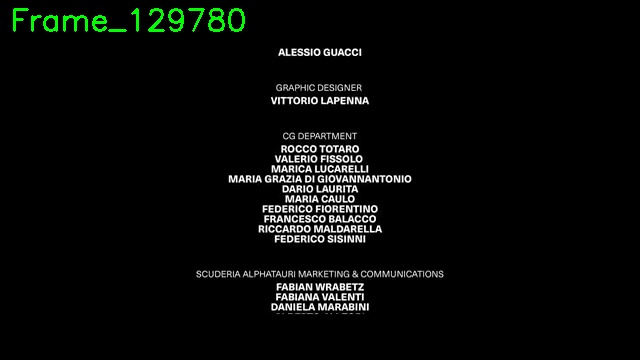 Frame_129780
ALESSIO GUACCI
GRAPHIC DESIGNER
VITTORIO LAPENNA
CG DEPARTMENT
ROCCO TOTARO
VALERIO FISSOLO
MARICA LUCARELLI
MARIA GRAZIA DI GIOVANNANTONIO
DARIO LAURITA
MARIA CAULO
FEDERICO FIORENTINO
FRANCESCO BALACCO
RICCARDO MALDARELLA
FEDERICO SISINNI
SCUDERIA ALPHATAURI MARKETING & COMMUNICATIONS
FABIAN WRABETZ
FABIANA VALENTI
DANIELA MARABINI